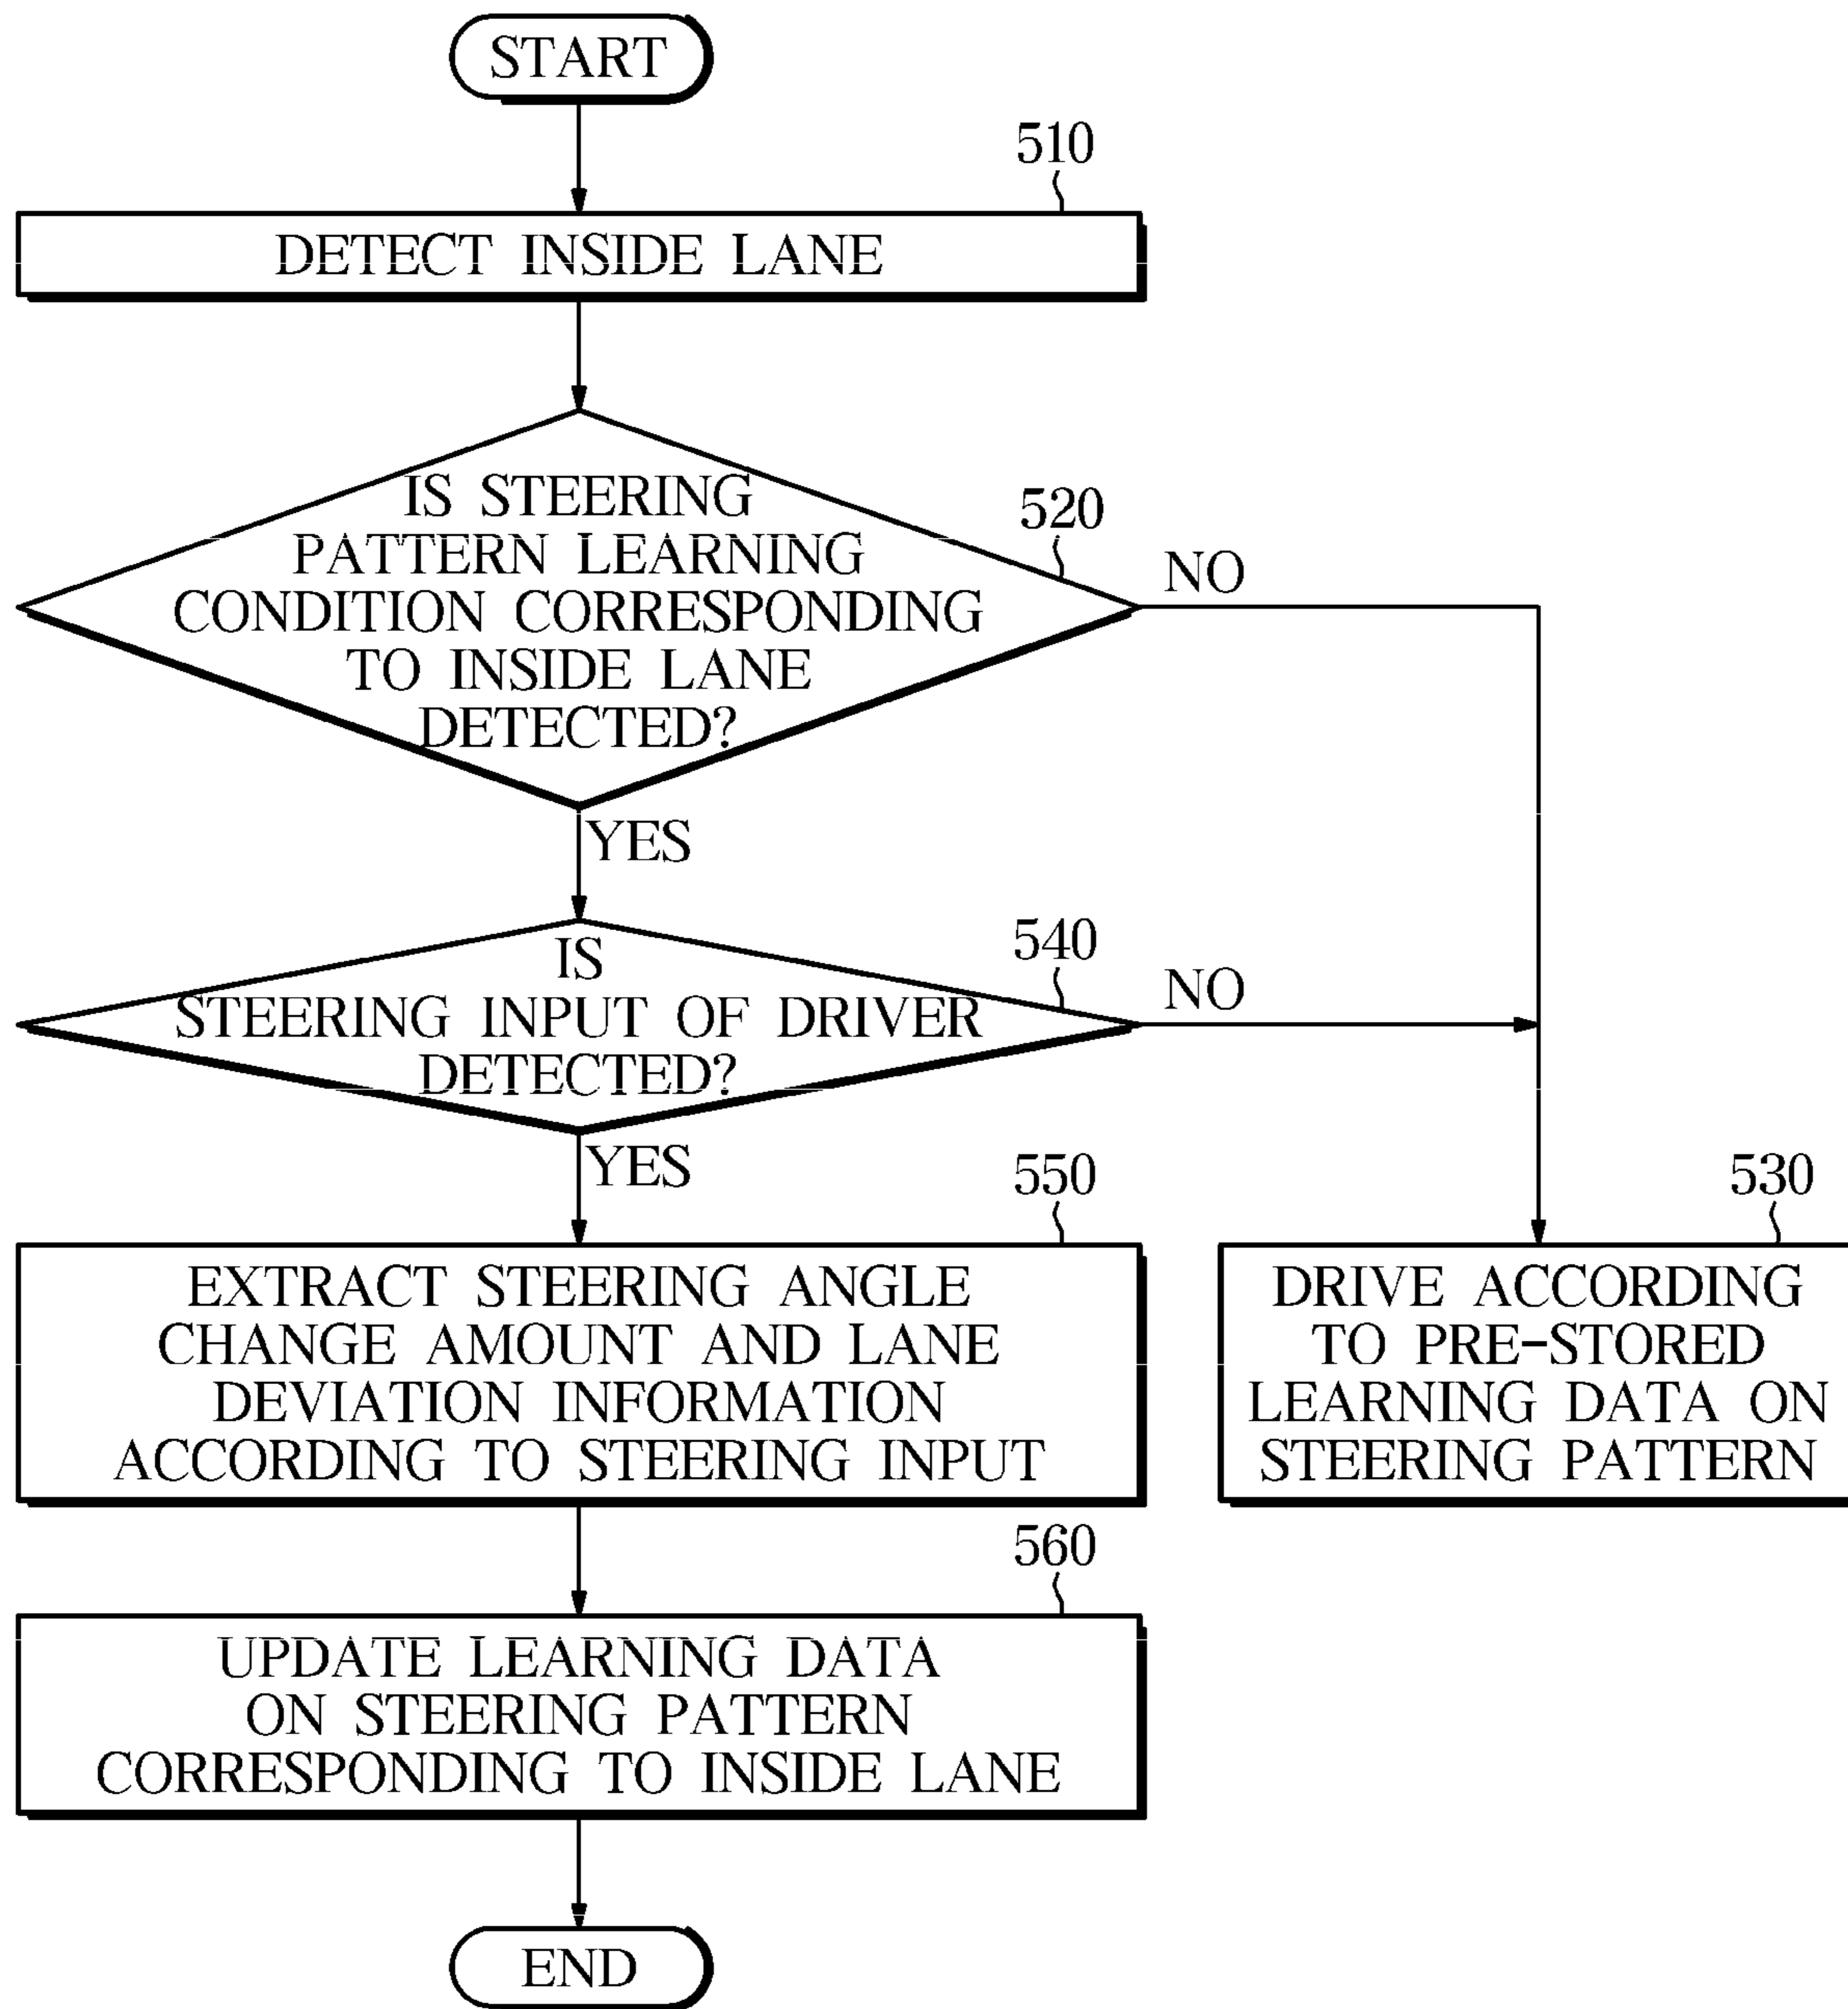 START
510
DETECT INSIDE LANE
520
IS STEERING
PATTERN LEARNING
CONDITION CORRESPONDING
TO INSIDE LANE
DETECTED?
NO
YES
540
IS
STEERING INPUT OF DRIVER
DETECTED?
NO
YES
550
EXTRACT STEERING ANGLE
CHANGE AMOUNT AND LANE
DEVIATION INFORMATION
ACCORDING TO STEERING INPUT
530
DRIVE ACCORDING
TO PRE-STORED
LEARNING DATA ON
STEERING PATTERN
560
UPDATE LEARNING DATA
ON STEERING PATTERN
CORRESPONDING TO INSIDE LANE
END